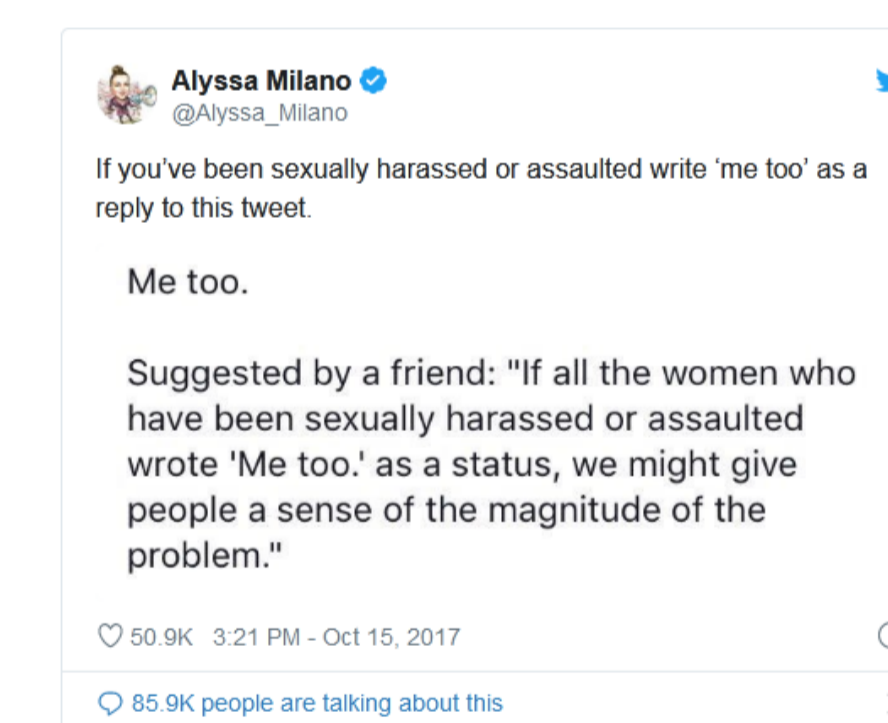 Alyssa Milano
@Alyssa_Milano
If you’ve been sexually harassed or assaulted write ‘me too’ as a
reply to this tweet.
Me too.
Suggested by a friend: "If all the women who
have been sexually harassed or assaulted
wrote 'Me too.' as a status, we might give
people a sense of the magnitude of the
problem."
50.9K 3:21 PM - Oct 15, 2017
85.9K people are talking about this